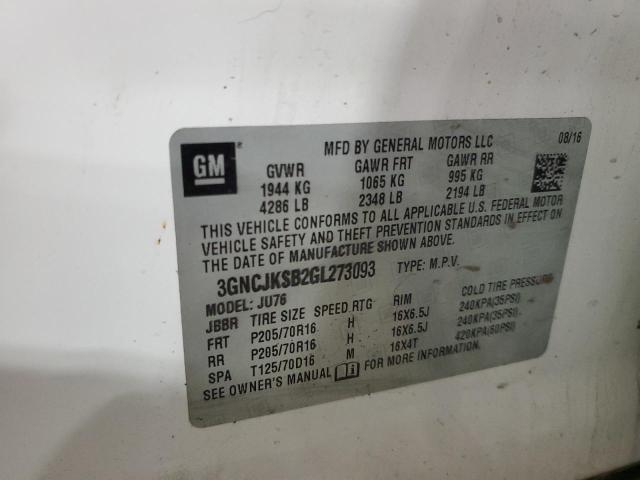 GM ® MFD BY GENERAL MOTORS LLC 08/16
GVWR GAWR FRT GAWR RR
1944 KG 1065 KG 995 KG
4286 LB 2348 LB 2194 LB
THIS VEHICLE CONFORMS TO ALL APPLICABLE U.S. FEDERAL MOTOR
VEHICLE SAFETY AND THEFT PREVENTION STANDARDS IN EFFECT ON
THE DATE OF MANUFACTURE SHOWN ABOVE.
3GNCJKSB2GL273093 TYPE: M.P.V.
MODEL: JU76
JBBR TIRE SIZE SPEED RTG RIM COLD TIRE PRESSURE
FRT P205/70R16 H 16X6.5J 240KPA(35PSI)
RR P205/70R16 H 16X6.5J 240KPA(35PSI)
SPA T125/70D16 M 16X4T 420KPA(60PSI)
SEE OWNER'S MANUAL FOR MORE INFORMATION.